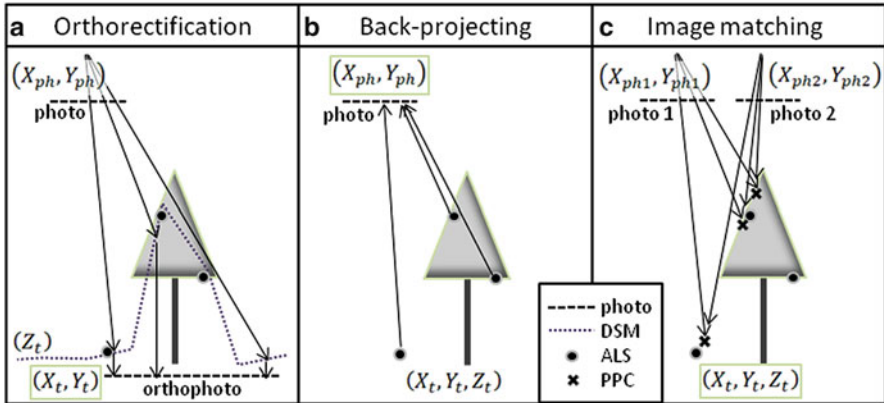 a Orthorectification
(X_ph, Y_ph)
photo
(Z_t)
(X_t, Y_t)
orthophoto
b Back-projecting
(X_ph, Y_ph)
photo
(X_t, Y_t, Z_t)
c Image matching
(X_ph1, Y_ph1)
(X_ph2, Y_ph2)
photo 1
photo 2
(X_t, Y_t, Z_t)
photo
DSM
ALS
PPC